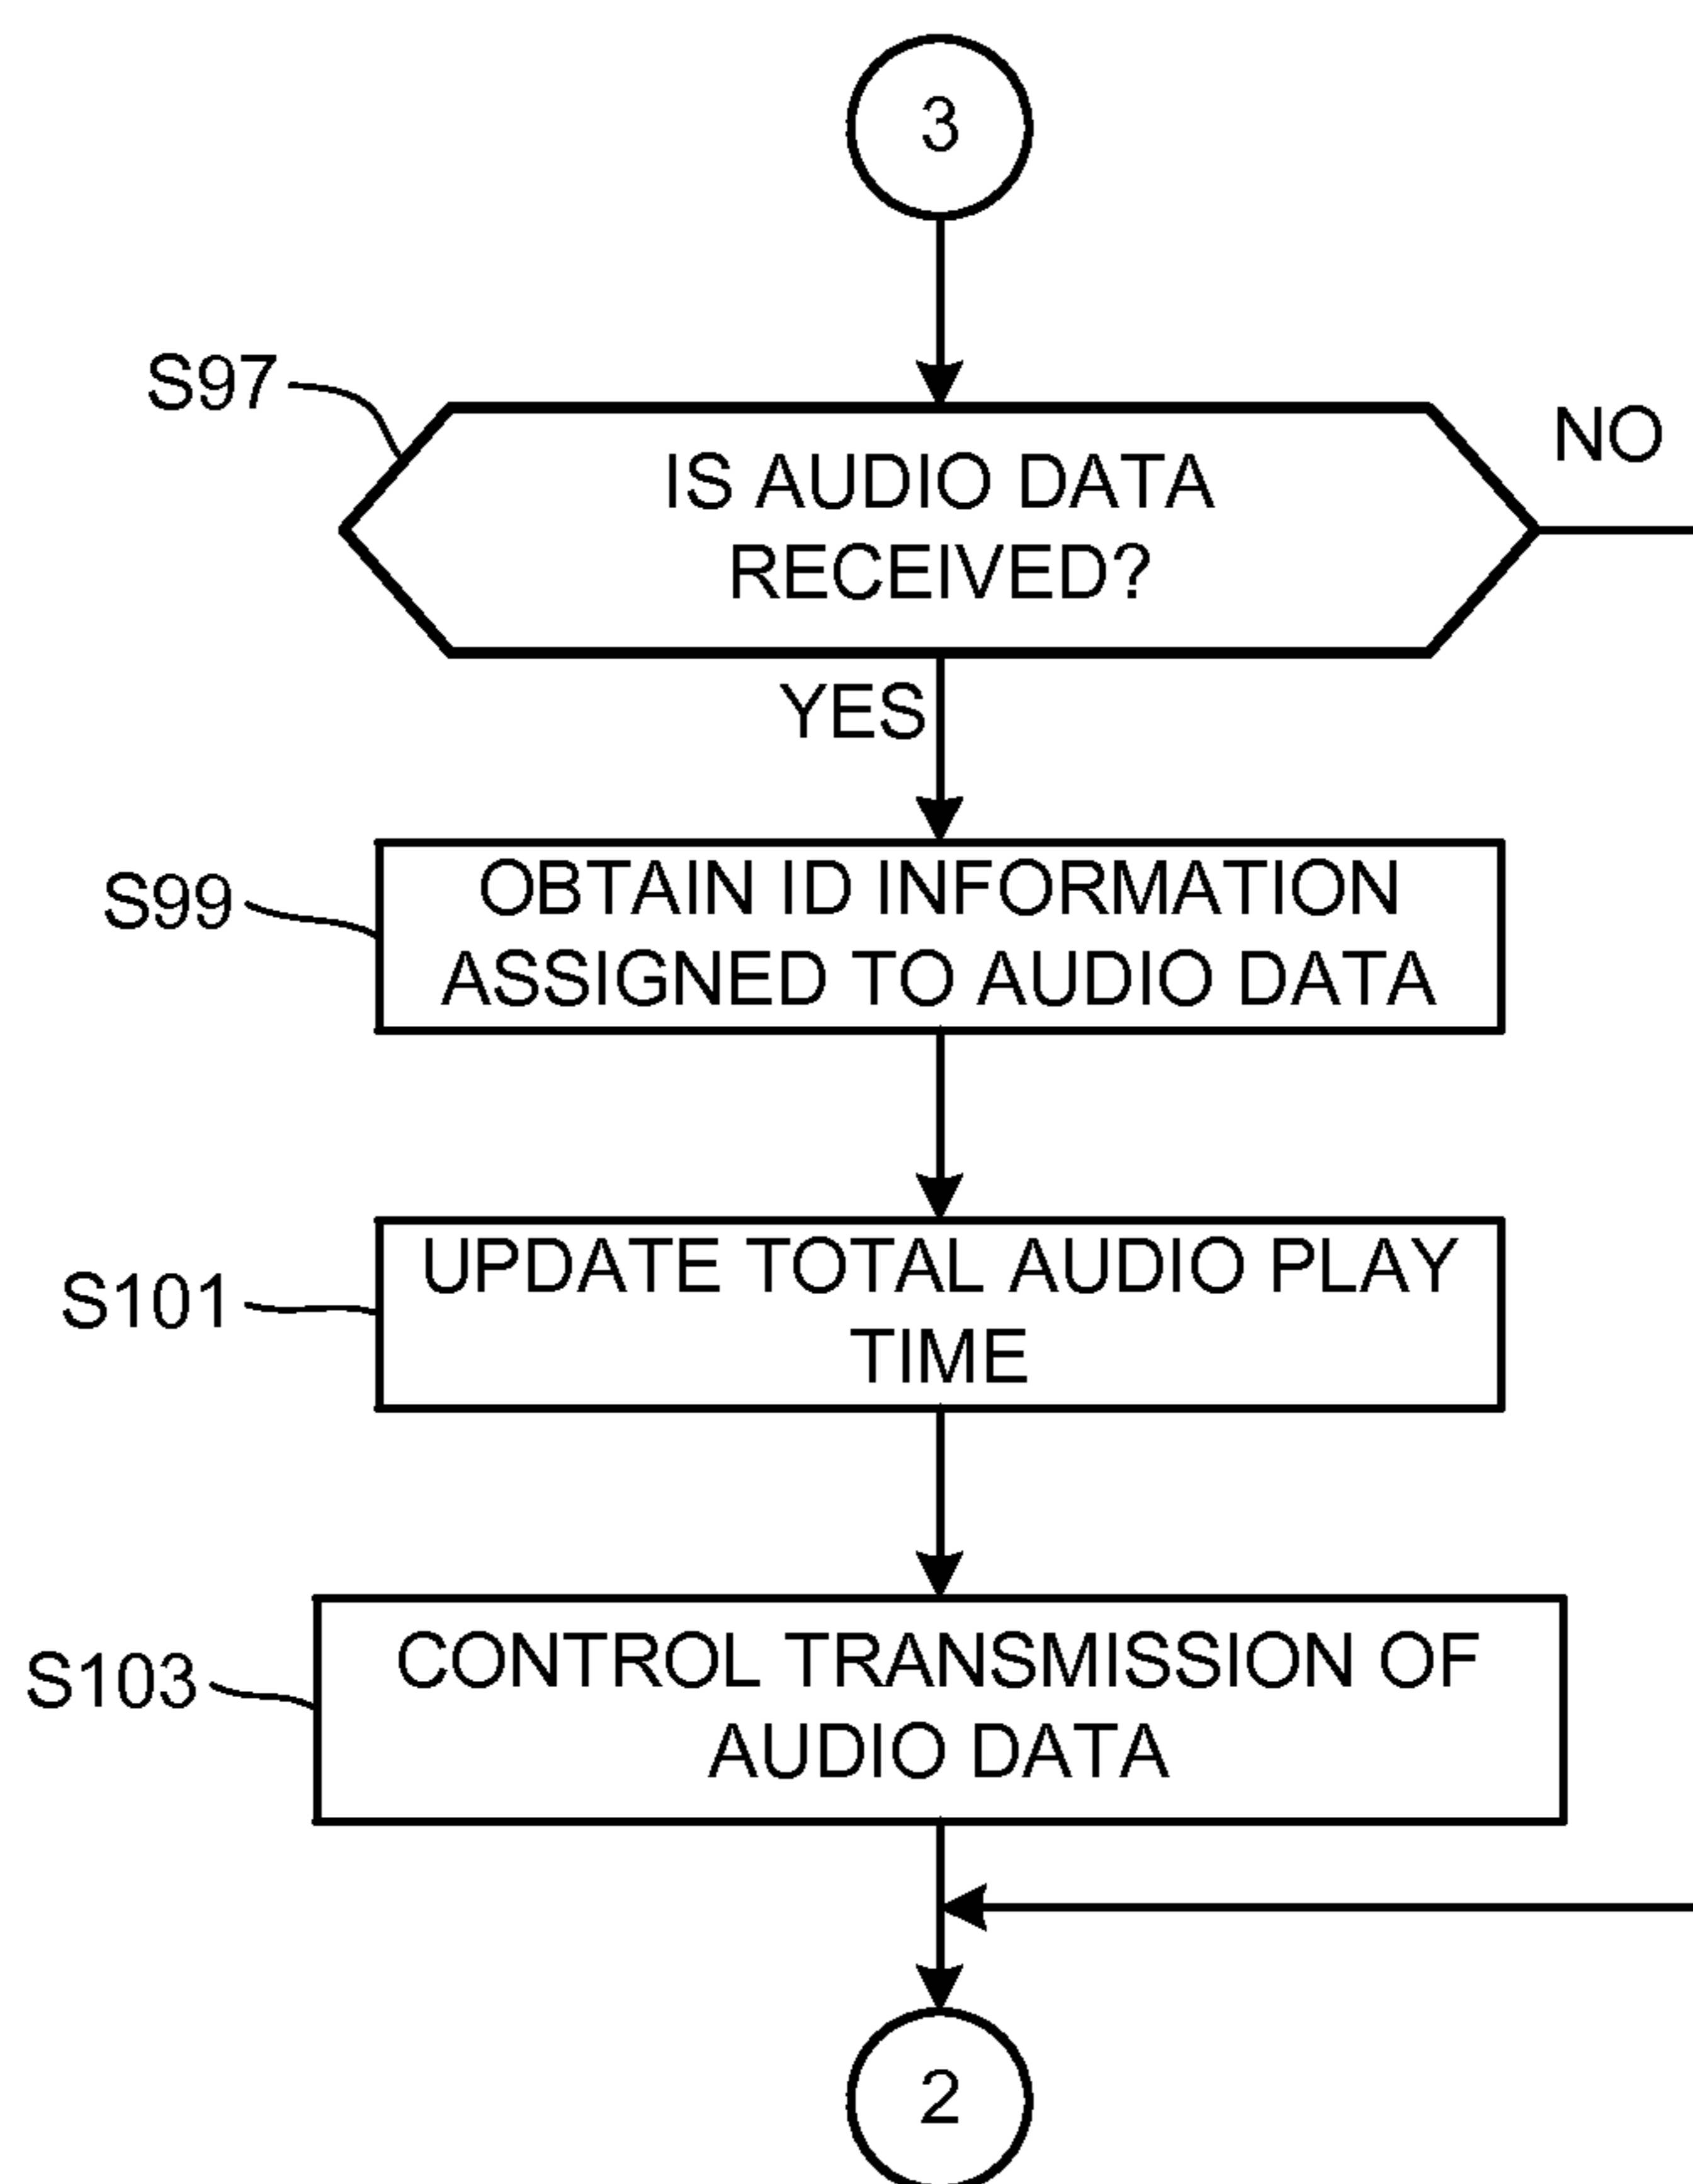 3
S97
IS AUDIO DATA
RECEIVED?
NO
YES
S99
OBTAIN ID INFORMATION
ASSIGNED TO AUDIO DATA
S101
UPDATE TOTAL AUDIO PLAY
TIME
S103
CONTROL TRANSMISSION OF
AUDIO DATA
2